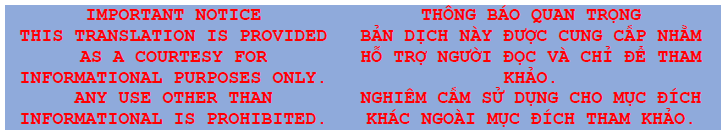 IMPORTANT NOTICE
THIS TRANSLATION IS PROVIDED
AS A COURTESY FOR
INFORMATIONAL PURPOSES ONLY.
ANY USE OTHER THAN
INFORMATIONAL IS PROHIBITED.
THÔNG BÁO QUAN TRỌNG
BẢN DỊCH NÀY ĐƯỢC CUNG CẤP NHẰM
HỖ TRỢ NGƯỜI ĐỌC VÀ CHỈ ĐỂ THAM
KHẢO.
NGHIÊM CẤM SỬ DỤNG CHO MỤC ĐÍCH
KHÁC NGOÀI MỤC ĐÍCH THAM KHẢO.